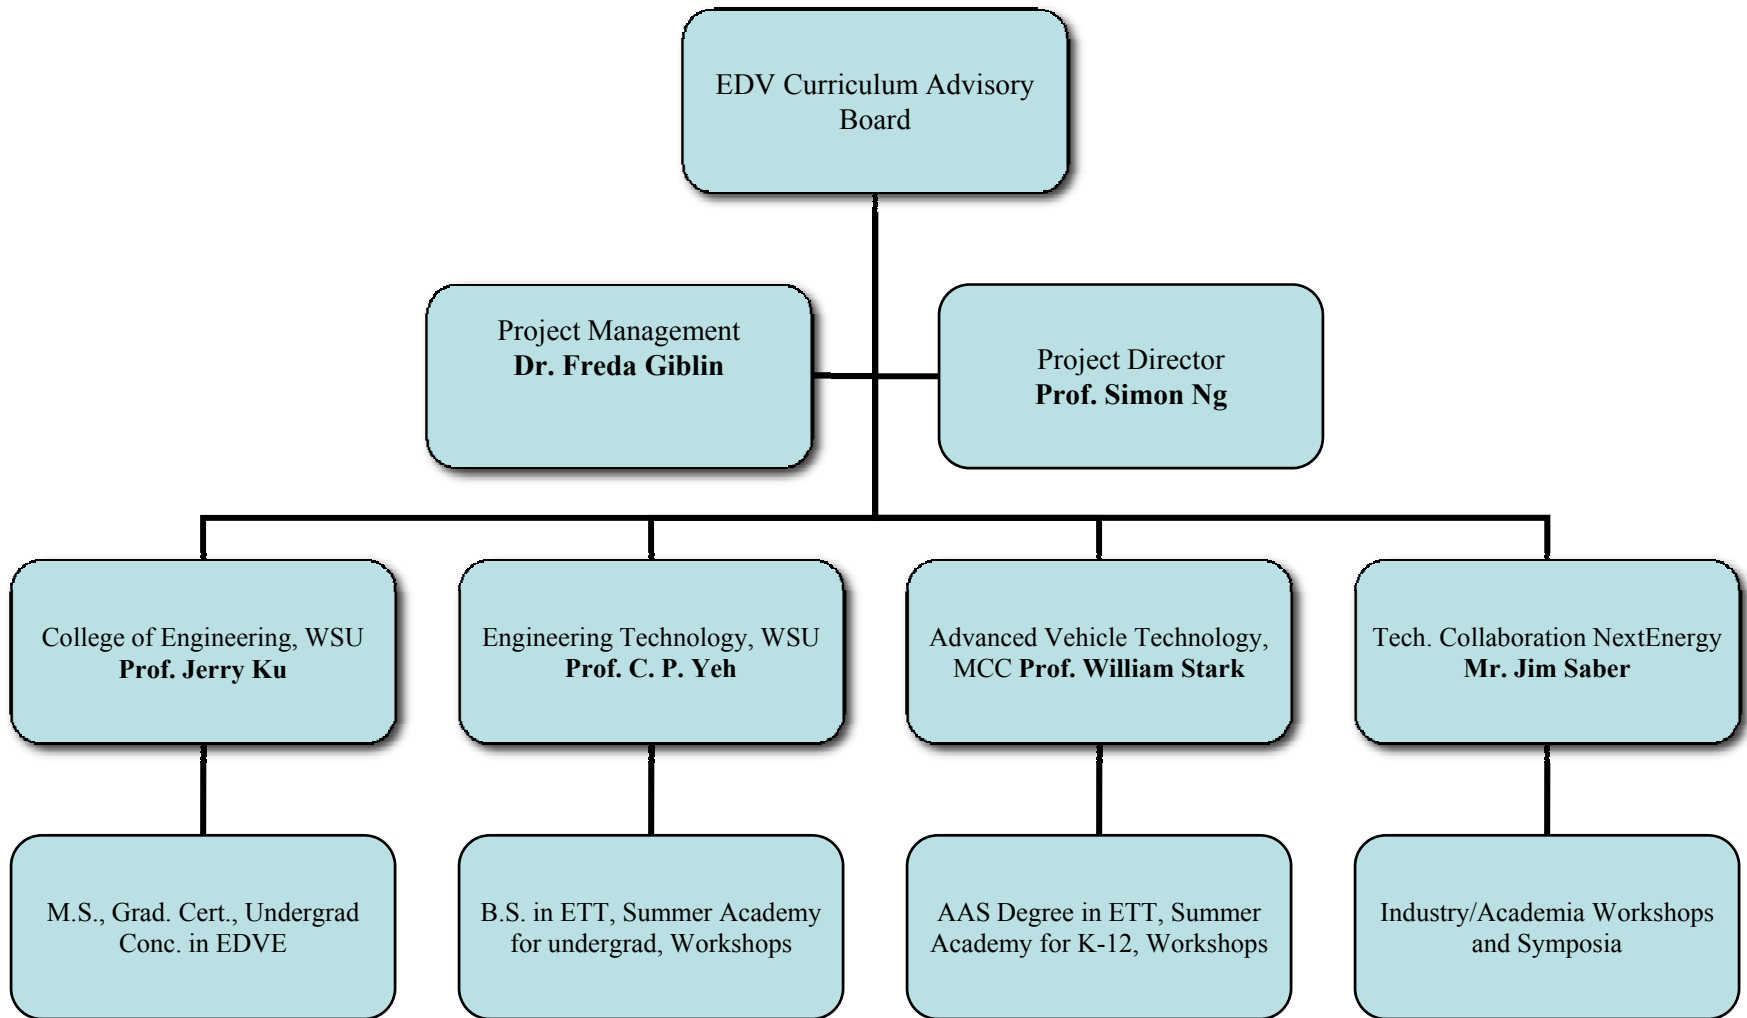 EDV Curriculum Advisory
Board
Project Management
Dr. Freda Giblin
Project Director
Prof. Simon Ng
College of Engineering, WSU
Prof. Jerry Ku
Engineering Technology, WSU
Prof. C. P. Yeh
Advanced Vehicle Technology,
MCC Prof. William Stark
Tech. Collaboration NextEnergy
Mr. Jim Saber
M.S., Grad. Cert., Undergrad
Conc. in EDVE
B.S. in ETT, Summer Academy
for undergrad, Workshops
AAS Degree in ETT, Summer
Academy for K-12, Workshops
Industry/Academia Workshops
and Symposia